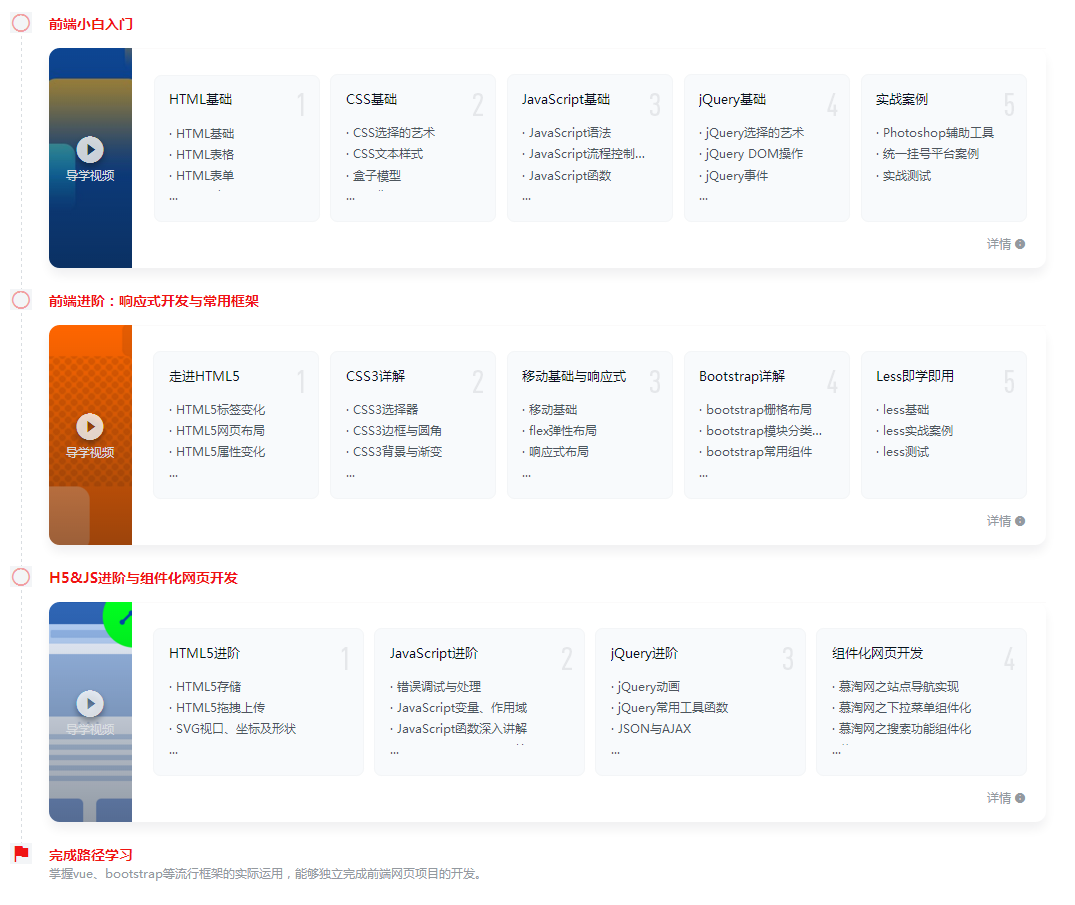 前端小白入门
导学视频
HTML基础 1
· HTML基础
· HTML表格
· HTML表单
...
CSS基础 2
· CSS选择的艺术
· CSS文本样式
· 盒子模型
...
JavaScript基础 3
· JavaScript语法
· JavaScript流程控制...
· JavaScript函数
...
jQuery基础 4
· jQuery选择的艺术
· jQuery DOM操作
· jQuery事件
...
实战案例 5
· Photoshop辅助工具
· 统一挂号平台案例
· 实战测试
详情
前端进阶：响应式开发与常用框架
导学视频
走进HTML5 1
· HTML5标签变化
· HTML5网页布局
· HTML5属性变化
...
CSS3详解 2
· CSS3选择器
· CSS3边框与圆角
· CSS3背景与渐变
...
移动基础与响应式 3
· 移动基础
· flex弹性布局
· 响应式布局
...
Bootstrap详解 4
· bootstrap栅格布局
· bootstrap模块分类...
· bootstrap常用组件
...
Less即学即用 5
· less基础
· less实战案例
· less测试
详情
H5&JS进阶与组件化网页开发
导学视频
HTML5进阶 1
· HTML5存储
· HTML5拖拽上传
· SVG视口、坐标及形状
...
JavaScript进阶 2
· 错误调试与处理
· JavaScript变量、作用域
· JavaScript函数深入讲解
...
jQuery进阶 3
· jQuery动画
· jQuery常用工具函数
· JSON与AJAX
...
组件化网页开发 4
· 慕淘网之站点导航实现
· 慕淘网之下拉菜单组件化
· 慕淘网之搜索功能组件化
...
详情
完成路径学习
掌握vue、bootstrap等流行框架的实际运用，能够独立完成前端网页项目的开发。